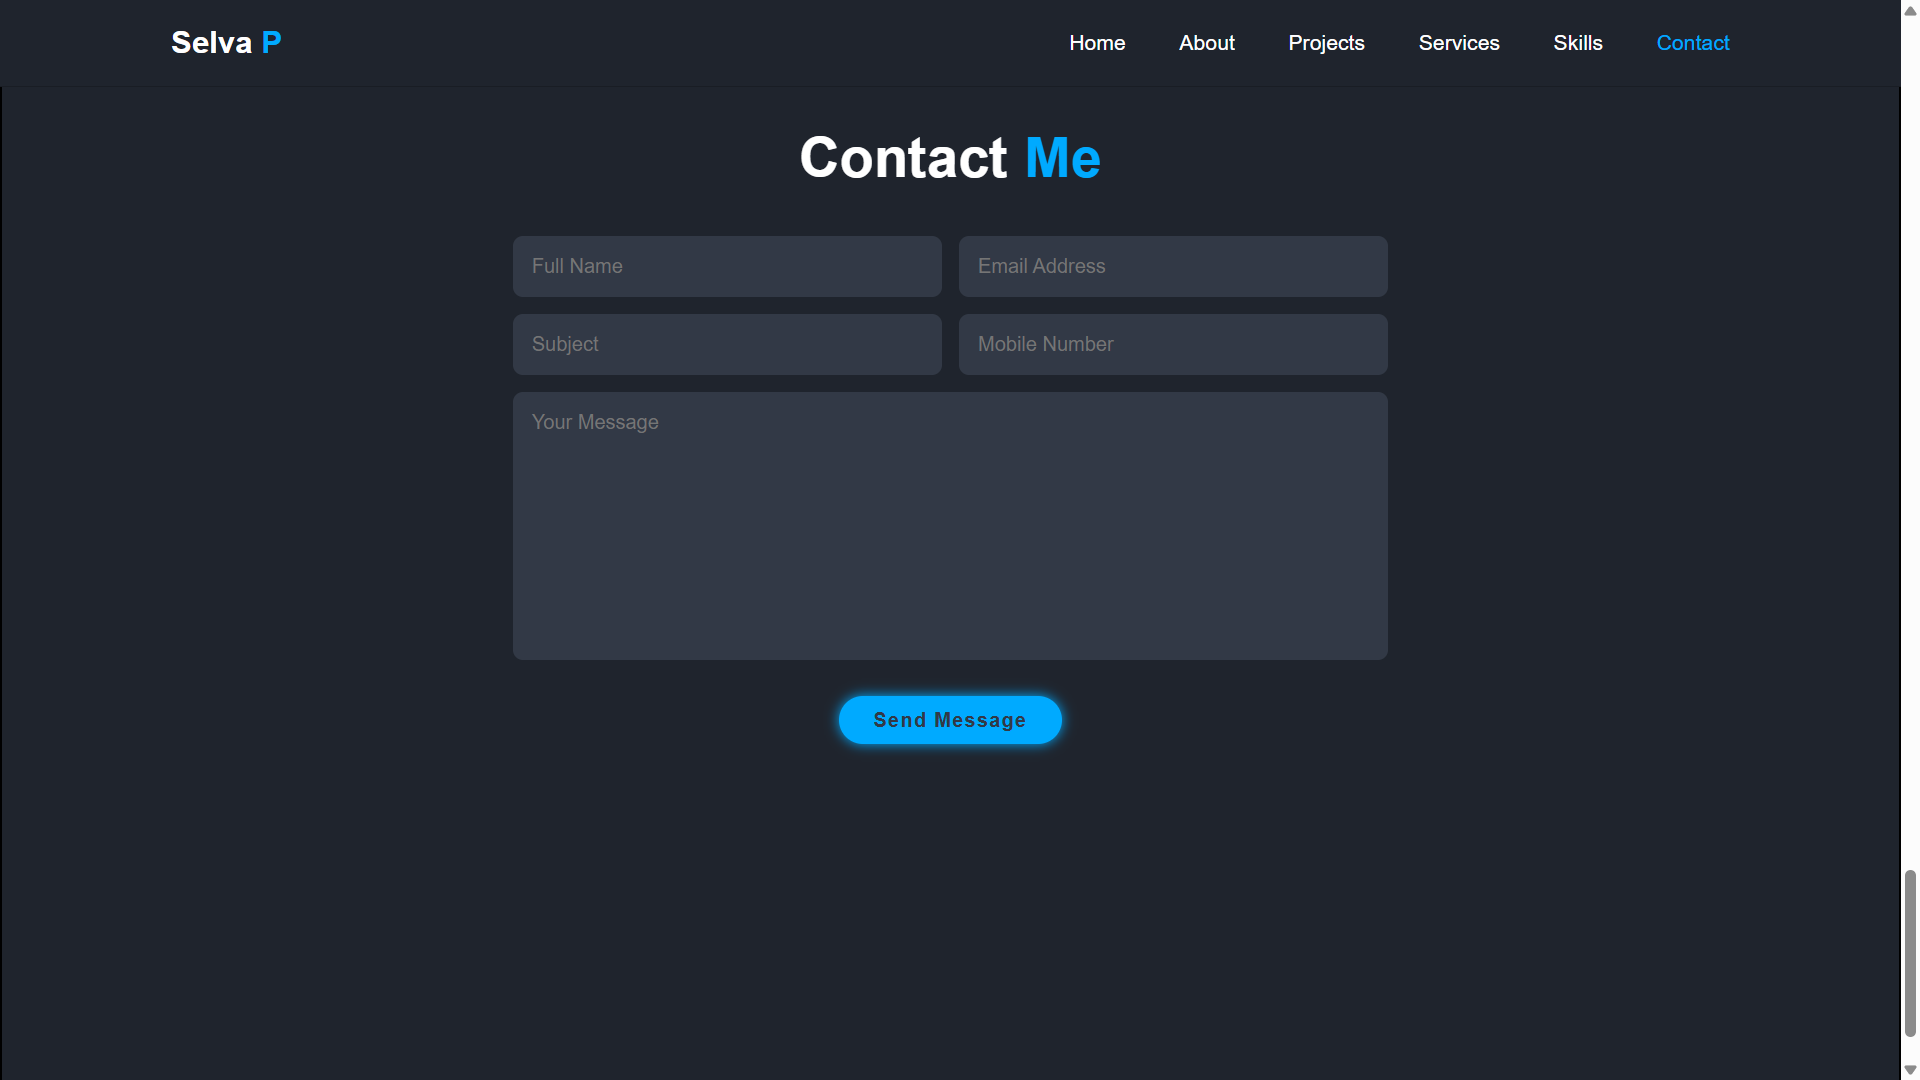 Selva P
Home About Projects Services Skills Contact
Contact Me
Full Name
Email Address
Subject
Mobile Number
Your Message
Send Message